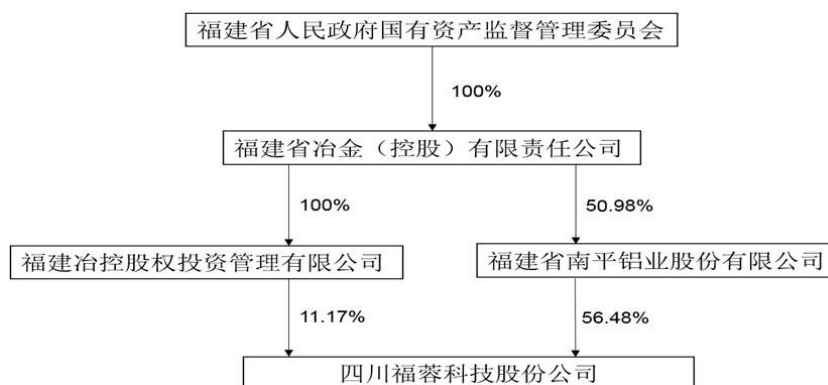 福建省人民政府国有资产监督管理委员会
100%
福建省冶金（控股）有限责任公司
100%
50.98%
福建冶控股权投资管理有限公司
福建省南平铝业股份有限公司
11.17%
56.48%
四川福蓉科技股份公司